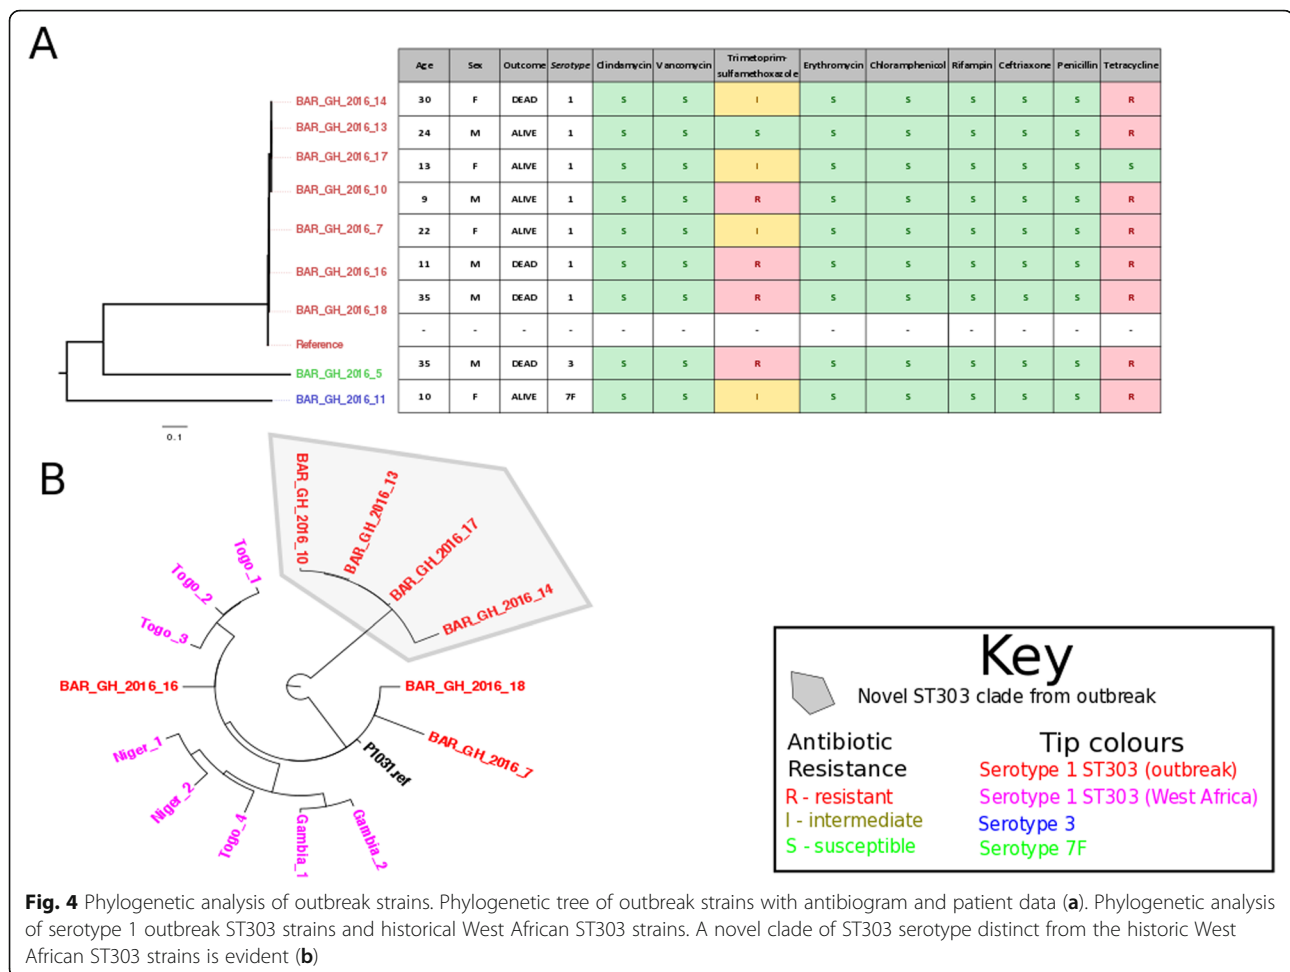 A
Age Sex Outcome Serotype Clindamycin Vancomycin Trimetoprim-sulfamethoxazole Erythromycin Chloramphenicol Rifampin Ceftriaxone Penicillin Tetracycline
BAR_GH_2016_14 30 F DEAD 1 S S I S S S S S R
BAR_GH_2016_13 24 M ALIVE 1 S S S S S S S S R
BAR_GH_2016_17 13 F ALIVE 1 S S I S S S S S S
BAR_GH_2016_10 9 M ALIVE 1 S S R S S S S S R
BAR_GH_2016_7 22 F ALIVE 1 S S I S S S S S R
BAR_GH_2016_16 11 M DEAD 1 S S R S S S S S R
BAR_GH_2016_18 35 M DEAD 1 S S R S S S S S R
Reference - - - - - - - - - - - - -
BAR_GH_2016_5 35 M DEAD 3 S S R S S S S S R
BAR_GH_2016_11 10 F ALIVE 7F S S I S S S S S R
0.1
B
BAR_GH_2016_10
BAR_GH_2016_13
BAR_GH_2016_17
BAR_GH_2016_14
Togo_1
Togo_2
Togo_3
BAR_GH_2016_16
BAR_GH_2016_18
BAR_GH_2016_7
P1031.ref
Niger_1
Niger_2
Togo_4
Gambia_1
Gambia_2
Key
Novel ST303 clade from outbreak
Antibiotic
Resistance
R - resistant
I - intermediate
S - susceptible
Tip colours
Serotype 1 ST303 (outbreak)
Serotype 1 ST303 (West Africa)
Serotype 3
Serotype 7F
Fig. 4 Phylogenetic analysis of outbreak strains. Phylogenetic tree of outbreak strains with antibiogram and patient data (a). Phylogenetic analysis
of serotype 1 outbreak ST303 strains and historical West African ST303 strains. A novel clade of ST303 serotype distinct from the historic West
African ST303 strains is evident (b)